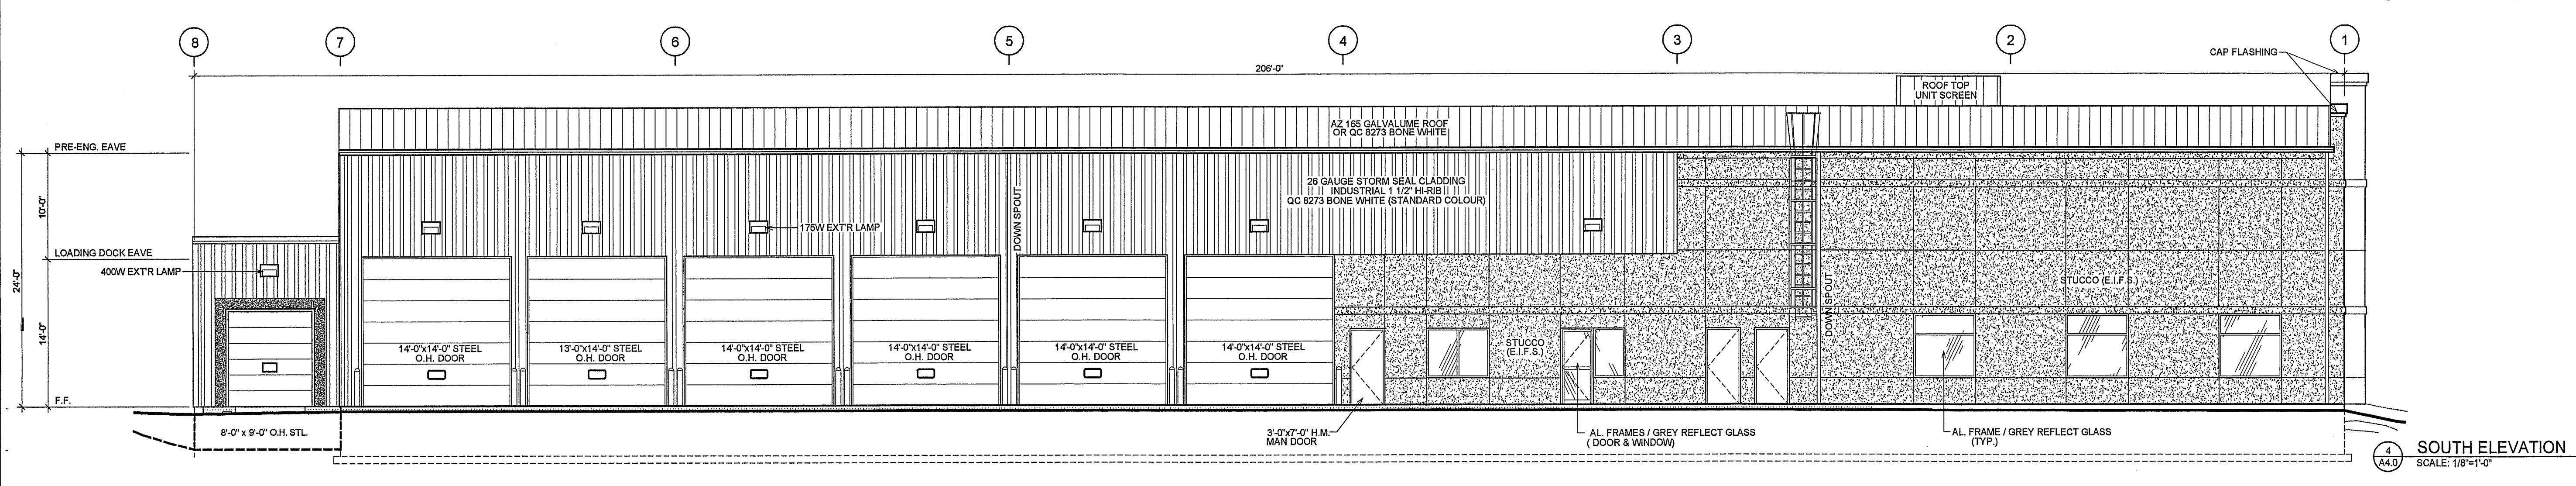 8
7
6
5
4
3
2
1
CAP FLASHING
206'-0"
ROOF TOP
UNIT SCREEN
AZ 165 GALVALUME ROOF
OR QC 8273 BONE WHITE
PRE-ENG. EAVE
26 GAUGE STORM SEAL CLADDING
INDUSTRIAL 1 1/2" HI-RIB
QC 8273 BONE WHITE (STANDARD COLOUR)
10'-0"
DOWN SPOUT
175W EXT'R LAMP
LOADING DOCK EAVE
400W EXT'R LAMP
24'-0"
STUCCO (E.I.F.S.)
DOWN SPOUT
14'-0"
14'-0"x14'-0" STEEL
O.H. DOOR
13'-0"x14'-0" STEEL
O.H. DOOR
14'-0"x14'-0" STEEL
O.H. DOOR
14'-0"x14'-0" STEEL
O.H. DOOR
14'-0"x14'-0" STEEL
O.H. DOOR
14'-0"x14'-0" STEEL
O.H. DOOR
STUCCO
(E.I.F.S.)
F.F.
8'-0" x 9'-0" O.H. STL.
3'-0"x7'-0" H.M.
MAN DOOR
AL. FRAMES / GREY REFLECT GLASS
( DOOR & WINDOW)
AL. FRAME / GREY REFLECT GLASS
(TYP.)
4
A4.0
SOUTH ELEVATION
SCALE: 1/8"=1'-0"